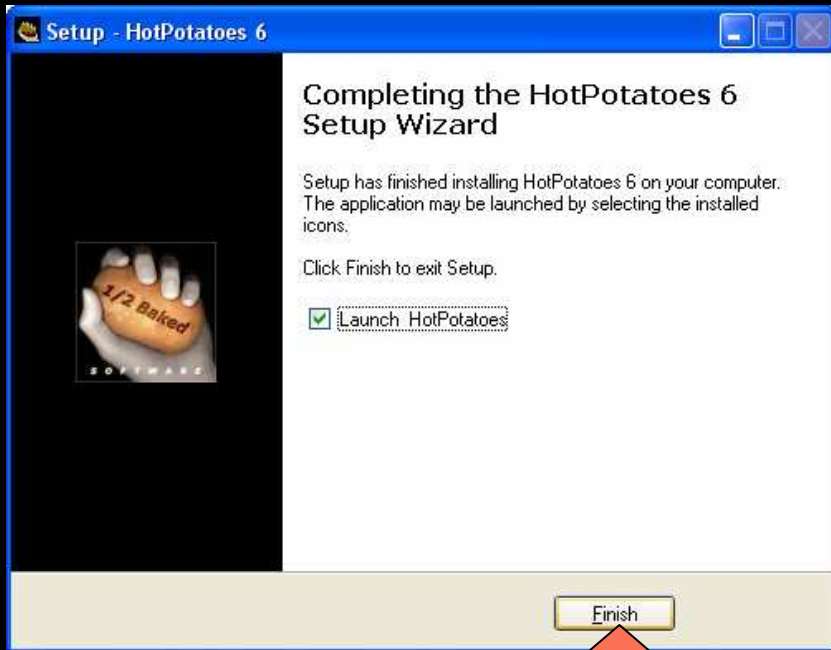 Setup - HotPotatoes 6
Completing the HotPotatoes 6
Setup Wizard
Setup has finished installing HotPotatoes 6 on your computer.
The application may be launched by selecting the installed
icons.
Click Finish to exit Setup.
Launch HotPotatoes
1/2 Baked
SOFTWARE
Finish